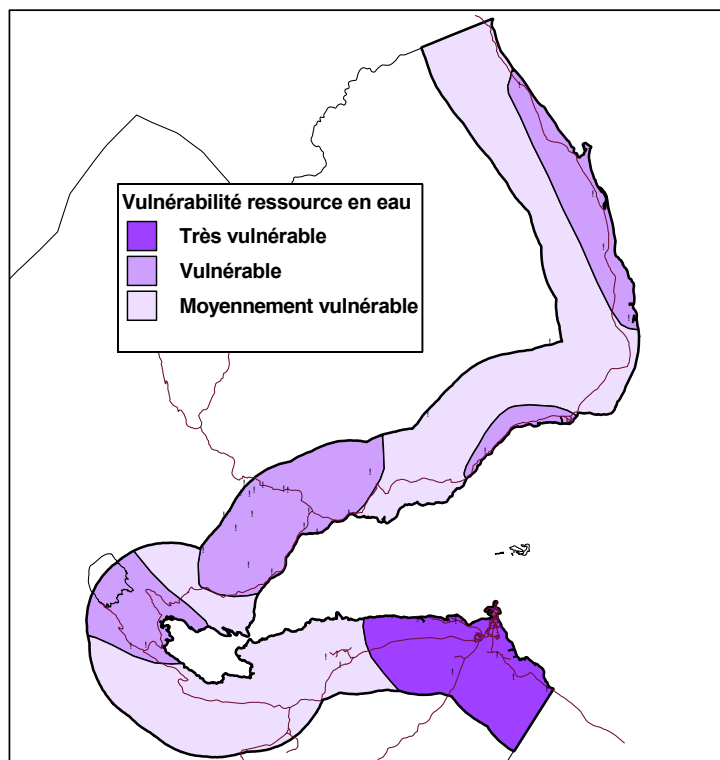 Vulnérabilité ressource en eau
Très vulnérable
Vulnérable
Moyennement vulnérable